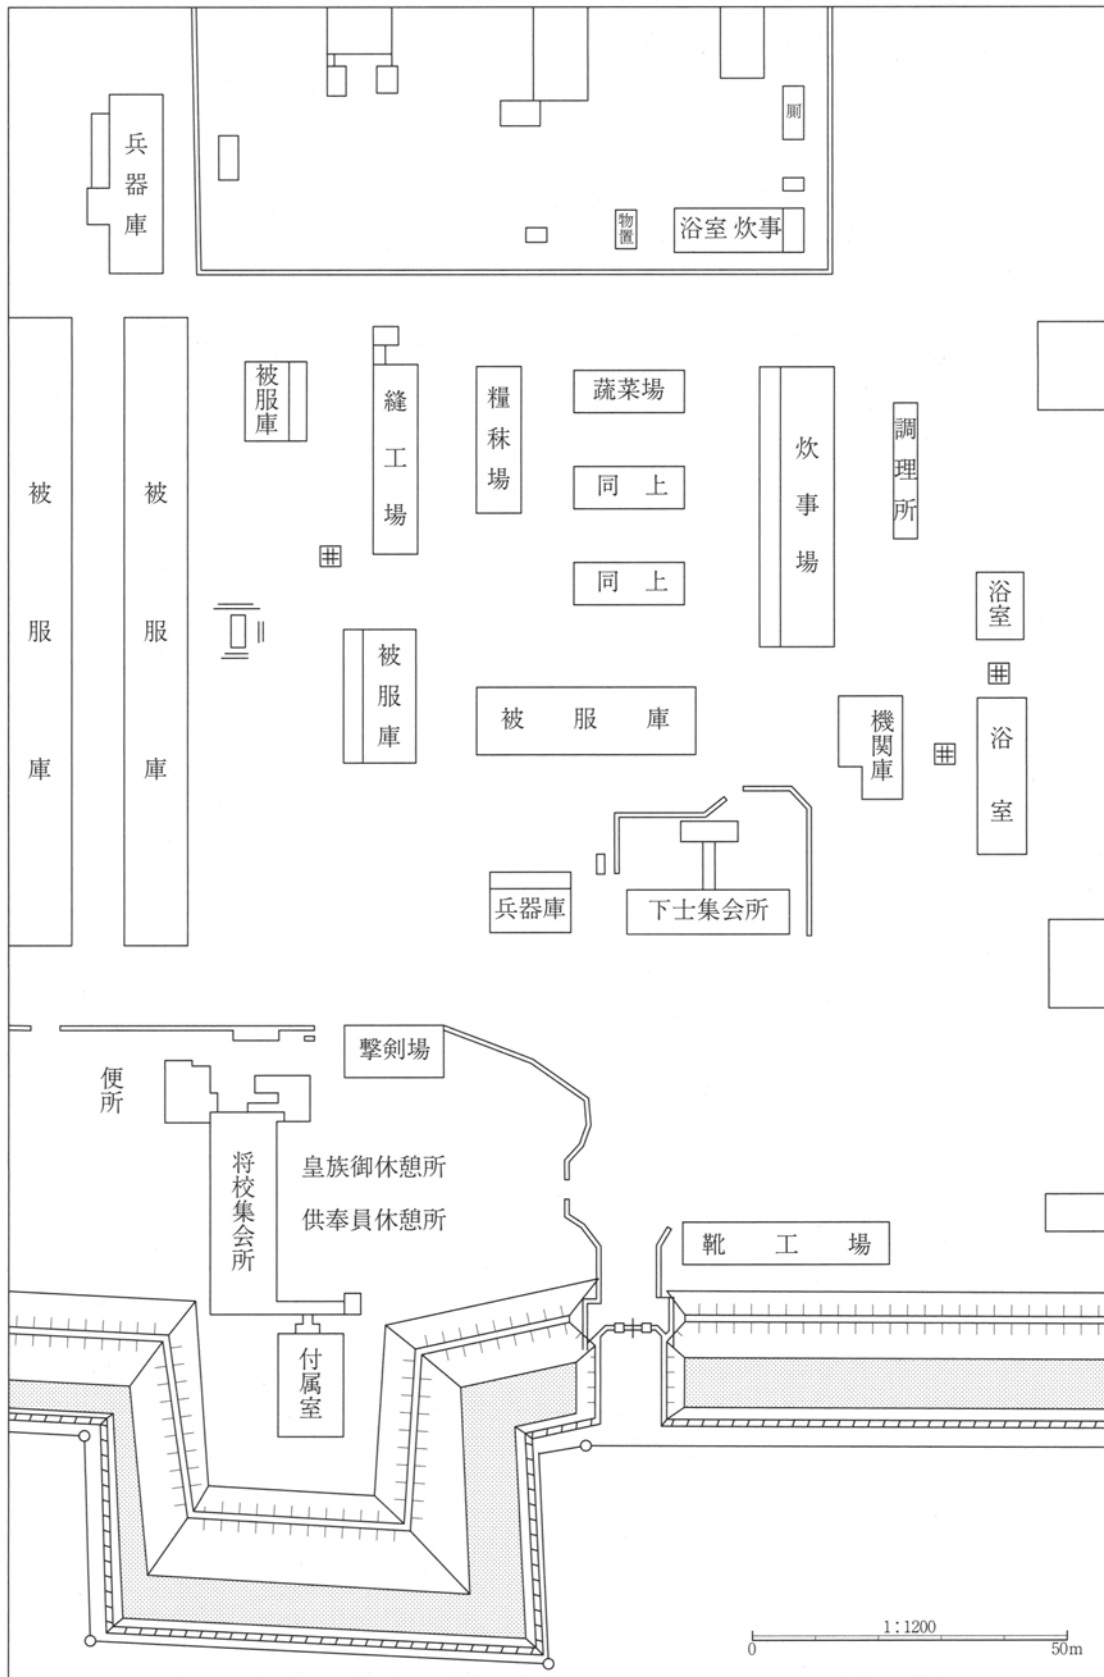 厠
兵器庫
物置
浴室 炊事
被服庫
被服庫
被服庫
縫工場
糧秣場
蔬菜場
同上
同上
炊事場
調理所
浴室
被服庫
被服庫
機関庫
浴室
兵器庫
下士集会所
撃剣場
便所
将校集会所
皇族御休憩所
供奉員休憩所
靴工場
付属室
1:1200
0
50m